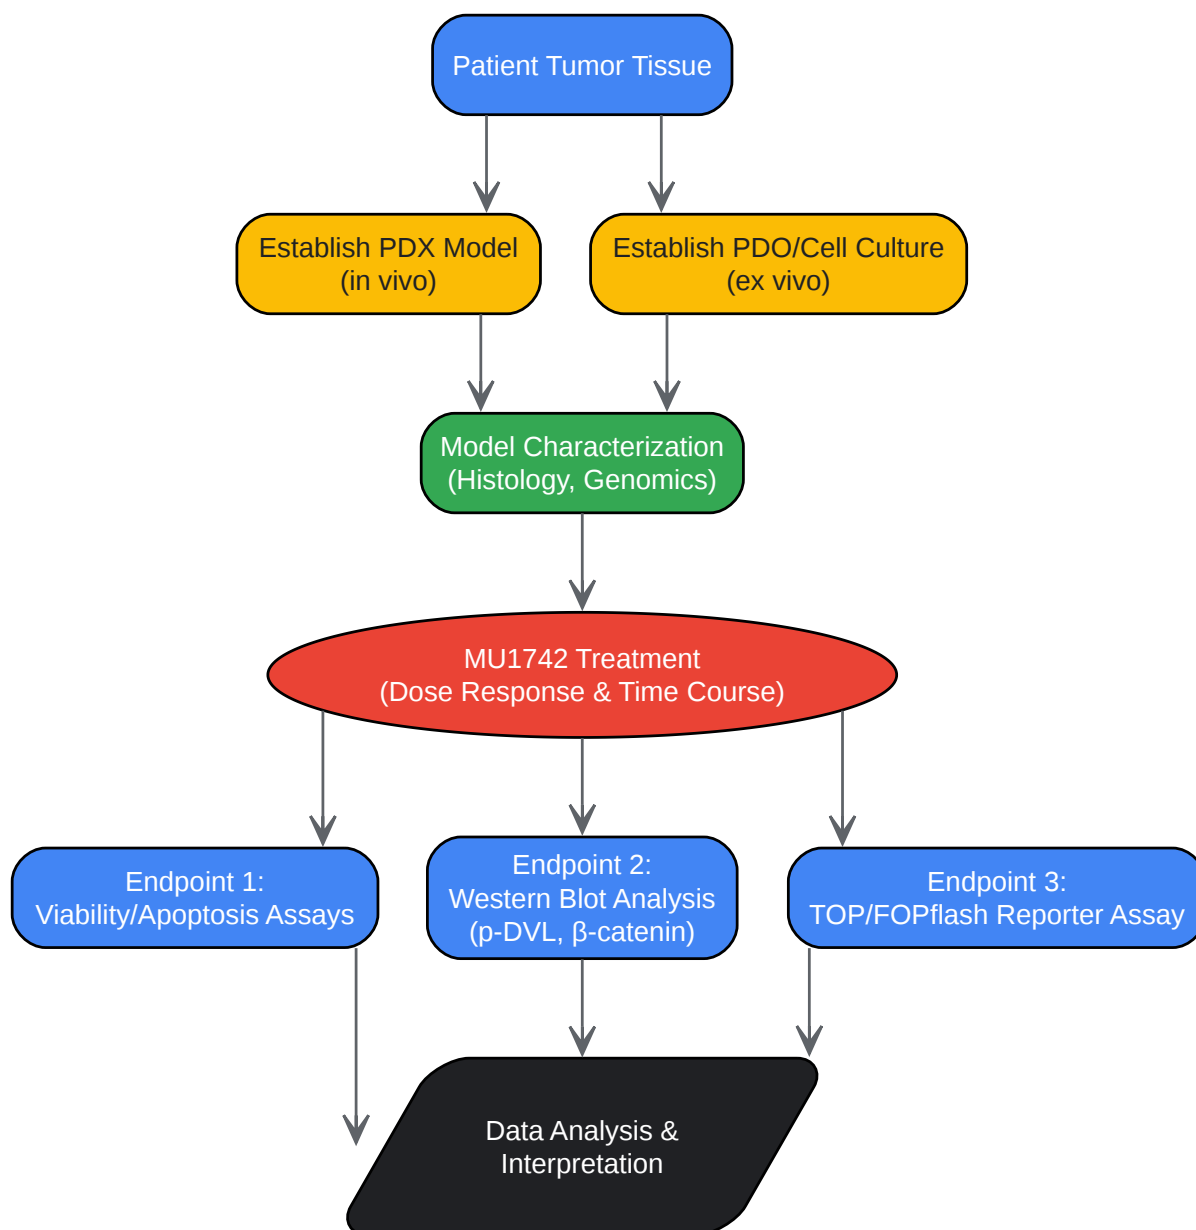 Patient Tumor Tissue
Establish PDX Model
(in vivo)
Establish PDO/Cell Culture
(ex vivo)
Model Characterization
(Histology, Genomics)
MU1742 Treatment
(Dose Response & Time Course)
Endpoint 1:
Viability/Apoptosis Assays
Endpoint 2:
Western Blot Analysis
(p-DVL, β-catenin)
Endpoint 3:
TOP/FOPflash Reporter Assay
Data Analysis &
Interpretation